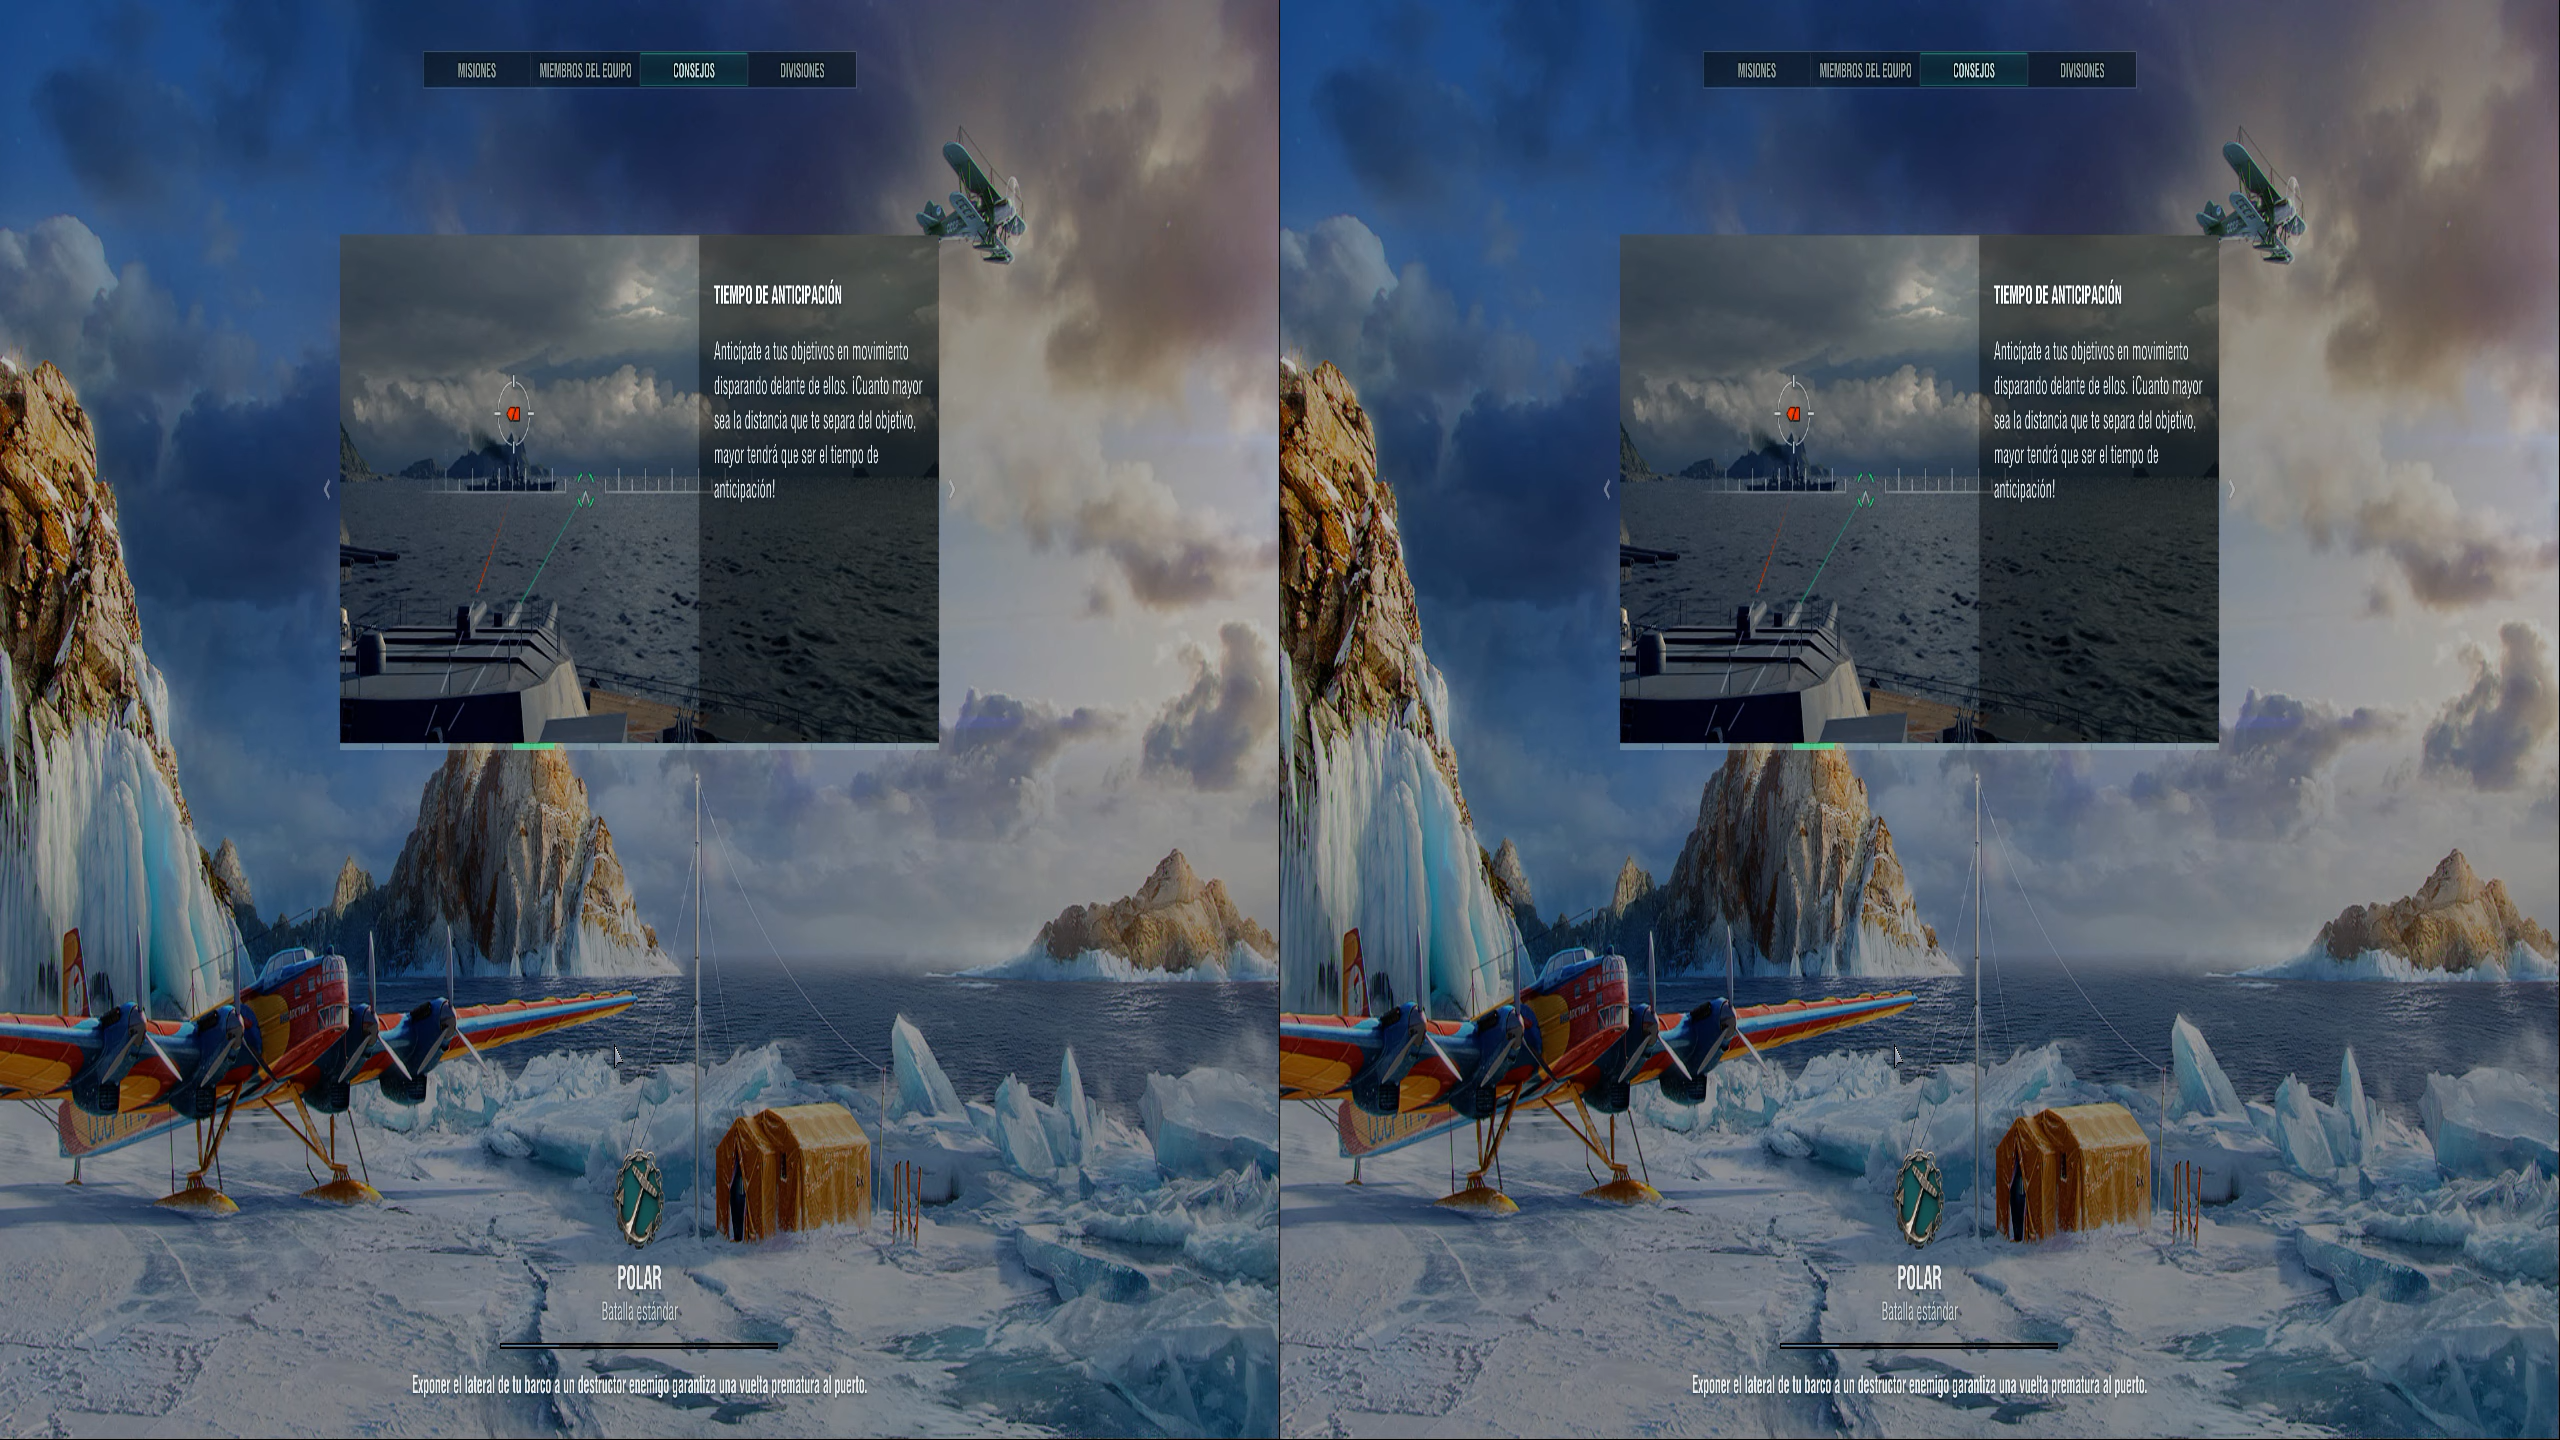 MISIONES MIEMBROS DEL EQUIPO CONSEJOS DIVISIONES
TIEMPO DE ANTICIPACIÓN
Anticípate a tus objetivos en movimiento
disparando delante de ellos. ¡Cuanto mayor
sea la distancia que te separa del objetivo,
mayor tendrá que ser el tiempo de
anticipación!
POLAR
Batalla estándar
Exponer el lateral de tu barco a un destructor enemigo garantiza una vuelta prematura al puerto.
MISIONES MIEMBROS DEL EQUIPO CONSEJOS DIVISIONES
TIEMPO DE ANTICIPACIÓN
Anticípate a tus objetivos en movimiento
disparando delante de ellos. ¡Cuanto mayor
sea la distancia que te separa del objetivo,
mayor tendrá que ser el tiempo de
anticipación!
POLAR
Batalla estándar
Exponer el lateral de tu barco a un destructor enemigo garantiza una vuelta prematura al puerto.